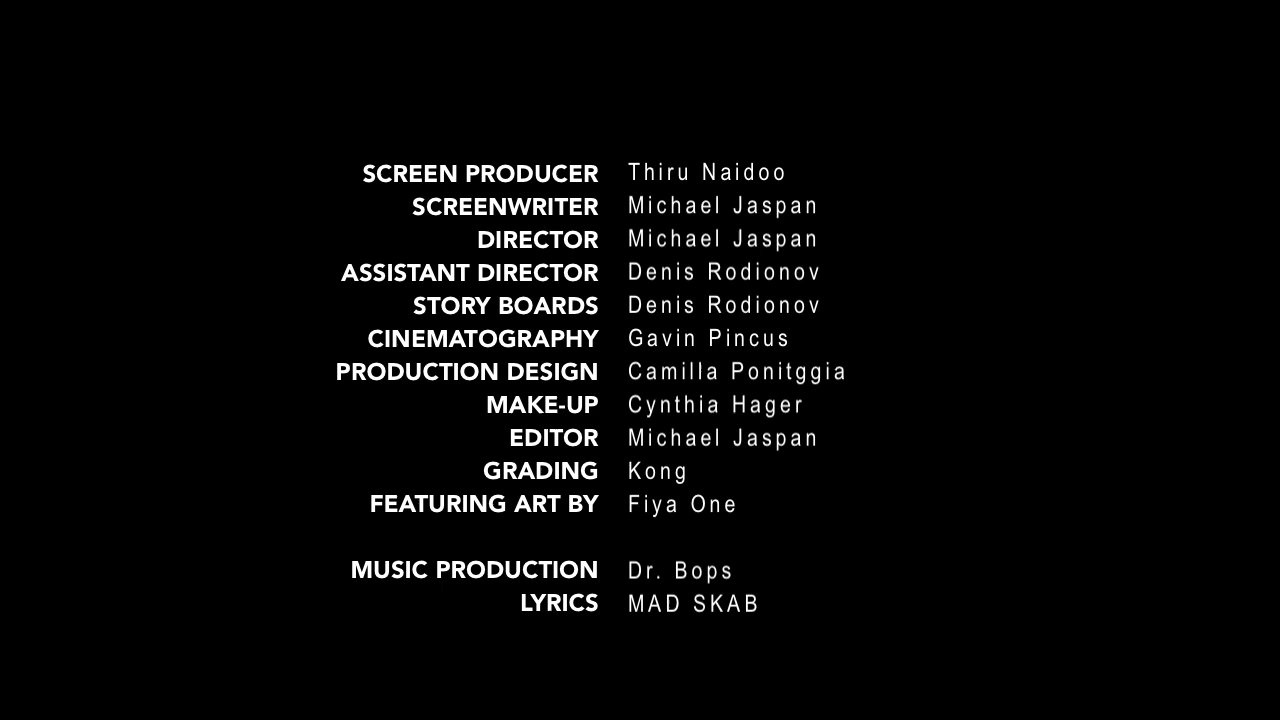 SCREEN PRODUCER Thiru Naidoo
SCREENWRITER Michael Jaspan
DIRECTOR Michael Jaspan
ASSISTANT DIRECTOR Denis Rodionov
STORY BOARDS Denis Rodionov
CINEMATOGRAPHY Gavin Pincus
PRODUCTION DESIGN Camilla Ponitggia
MAKE-UP Cynthia Hager
EDITOR Michael Jaspan
GRADING Kong
FEATURING ART BY Fiya One
MUSIC PRODUCTION Dr. Bops
LYRICS MAD SKAB